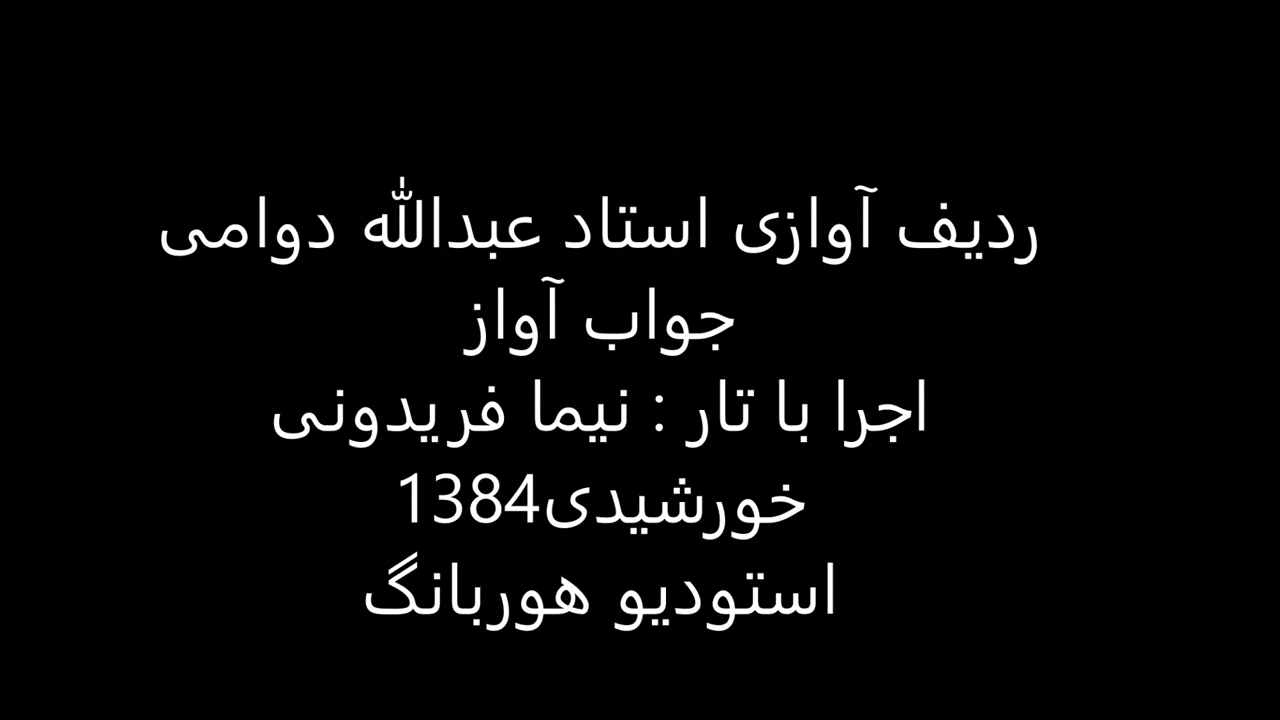 ردیف آوازی استاد عبدالله دوامی
جواب آواز
اجرا با تار : نیما فریدونی
خورشیدی1384
استودیو هوربانگ